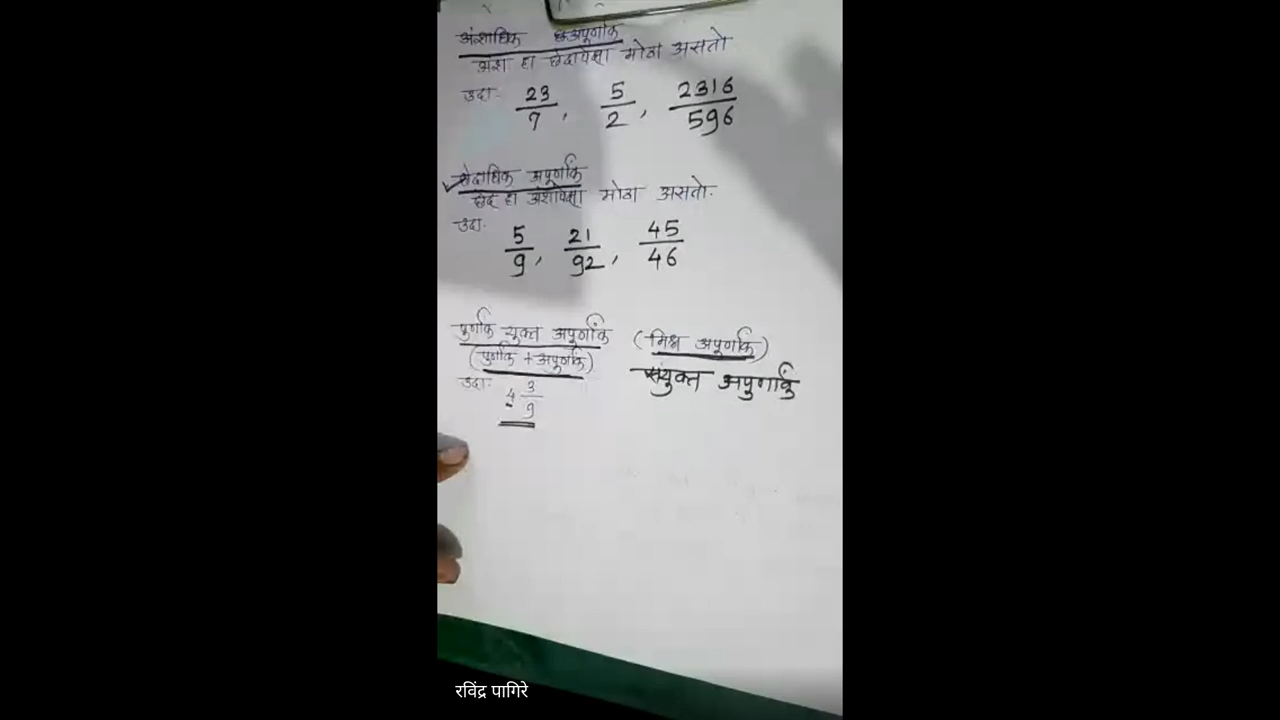 अंशाधिक अपूर्णांक
अंश हा छेदापेक्षा मोठा असतो
उदा. 23/7, 5/2, 2316/596
छेदाधिक अपूर्णांक
छेद हा अंशापेक्षा मोठा असतो.
उदा. 5/9, 21/92, 45/46
पुर्णांक युक्त अपूर्णांक (मिश्र अपूर्णांक)
(पुर्णांक + अपूर्णांक) संयुक्त अपुर्णांक
उदा. 4 3/9
रविंद्र पागिरे